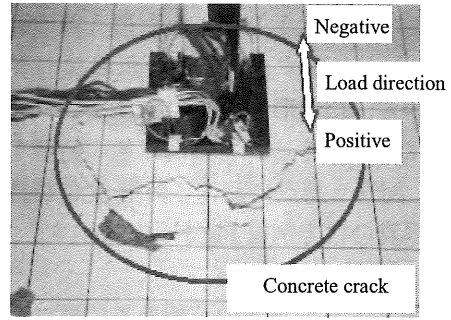 Negative
Load direction
Positive
Concrete crack